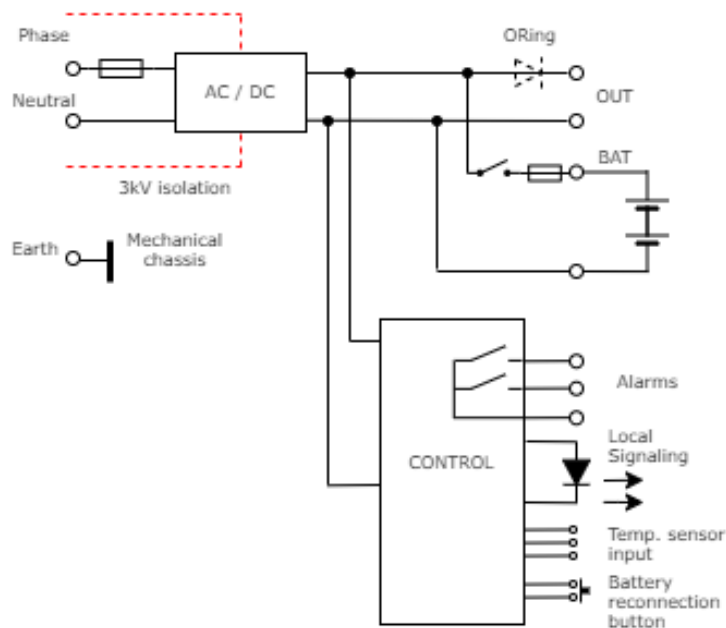 Phase
ORing
AC / DC
Neutral
OUT
BAT
3kV isolation
Earth
Mechanical
chassis
Alarms
Local
Signaling
CONTROL
Temp. sensor
input
Battery
reconnection
button